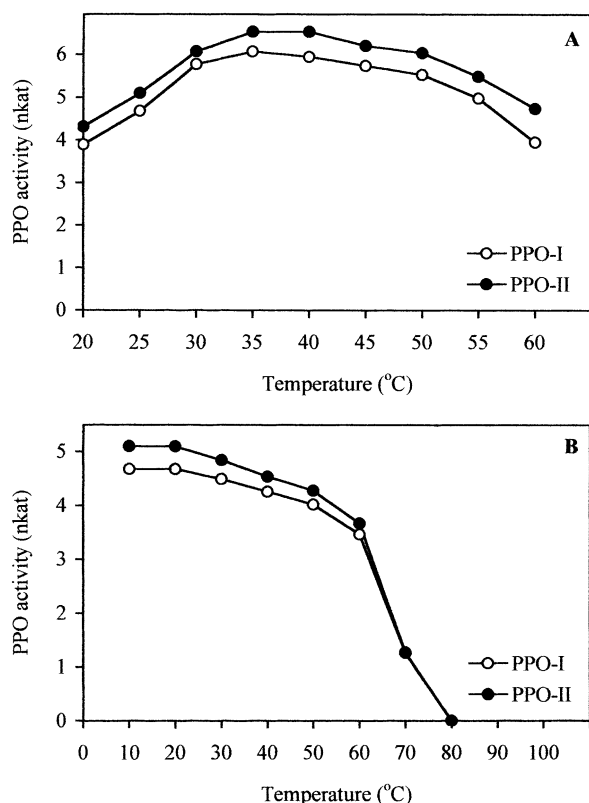 A
PPO activity (nkat)
6
5
4
3
2
1
0
PPO-I
PPO-II
20 25 30 35 40 45 50 55 60
Temperature (°C)
B
PPO activity (nkat)
5
4
3
2
1
0
PPO-I
PPO-II
0 10 20 30 40 50 60 70 80 90 100
Temperature (°C)